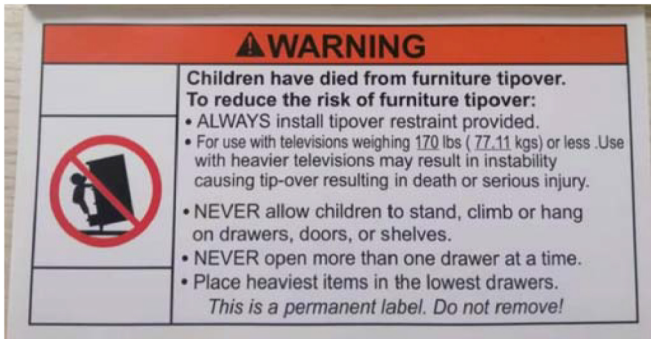 WARNING
Children have died from furniture tipover.
To reduce the risk of furniture tipover:
• ALWAYS install tipover restraint provided.
• For use with televisions weighing 170 lbs ( 77.11 kgs) or less .Use
with heavier televisions may result in instability
causing tip-over resulting in death or serious injury.
• NEVER allow children to stand, climb or hang
on drawers, doors, or shelves.
• NEVER open more than one drawer at a time.
• Place heaviest items in the lowest drawers.
This is a permanent label. Do not remove!